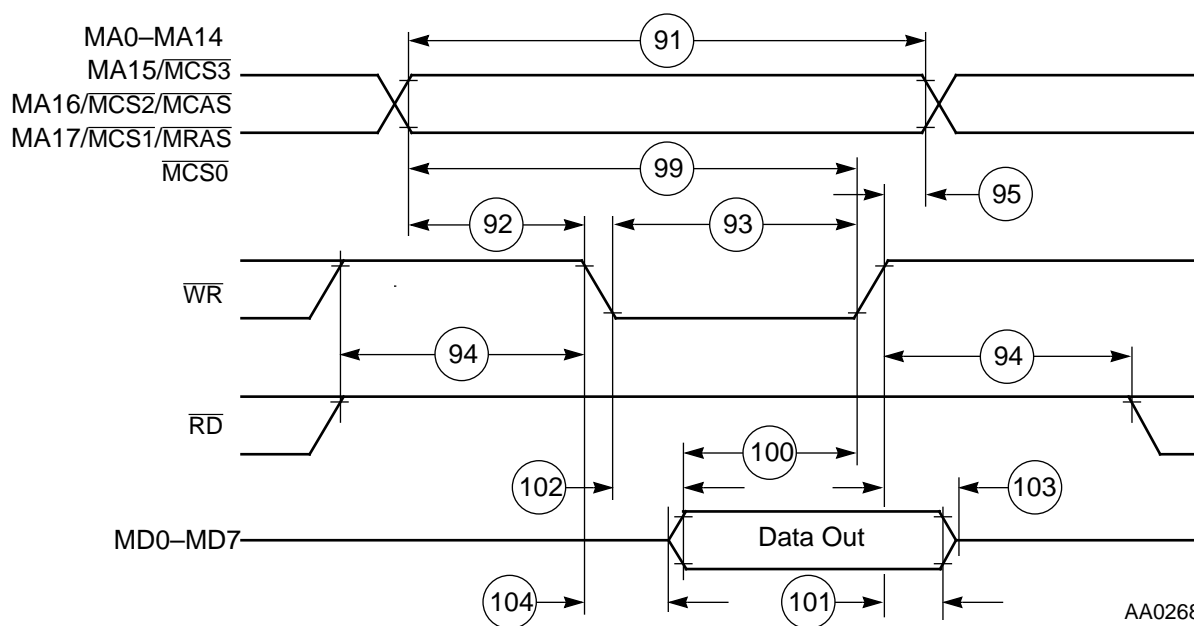 MA0–MA14
91
MA15/MCS3
MA16/MCS2/MCAS
MA17/MCS1/MRAS
MCS0
99
95
92
93
WR
94
94
RD
100
102
103
MD0–MD7
Data Out
104
101
AA0268